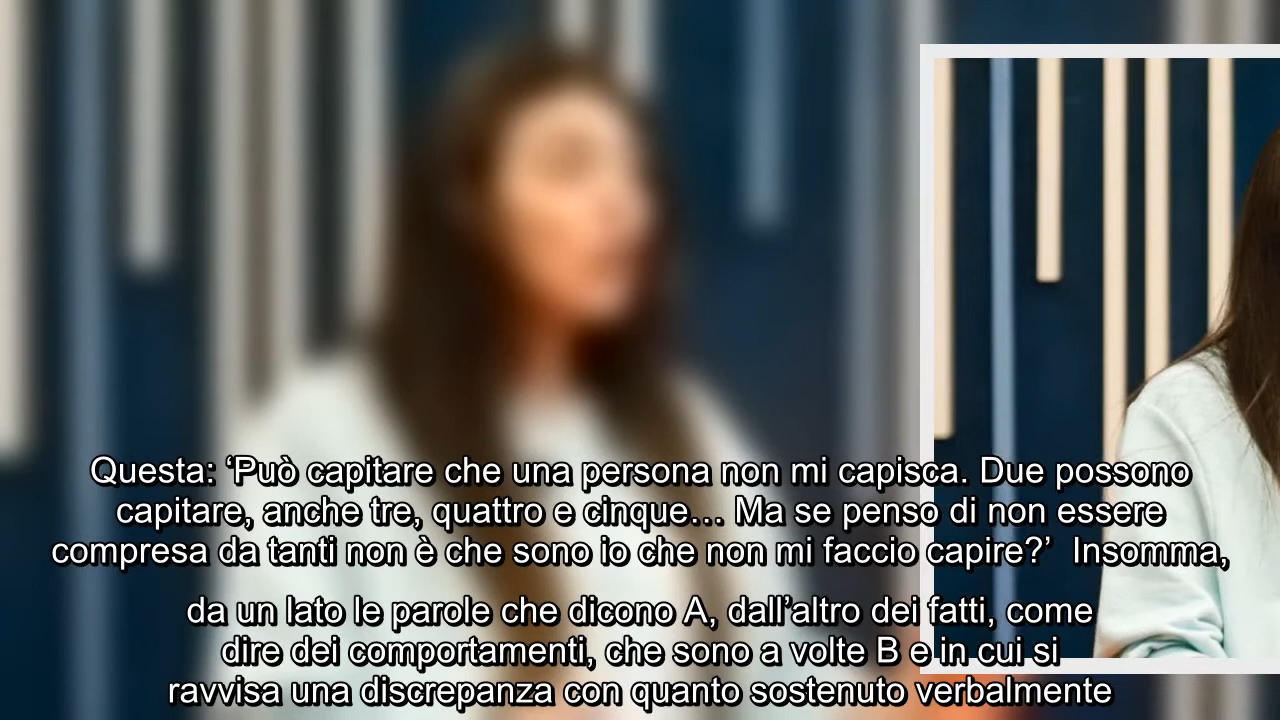 Questa: ‘Può capitare che una persona non mi capisca. Due possono
capitare, anche tre, quattro e cinque… Ma se penso di non essere
compresa da tanti non è che sono io che non mi faccio capire?’  Insomma,
da un lato le parole che dicono A, dall’altro dei fatti, come
dire dei comportamenti, che sono a volte B e in cui si
ravvisa una discrepanza con quanto sostenuto verbalmente